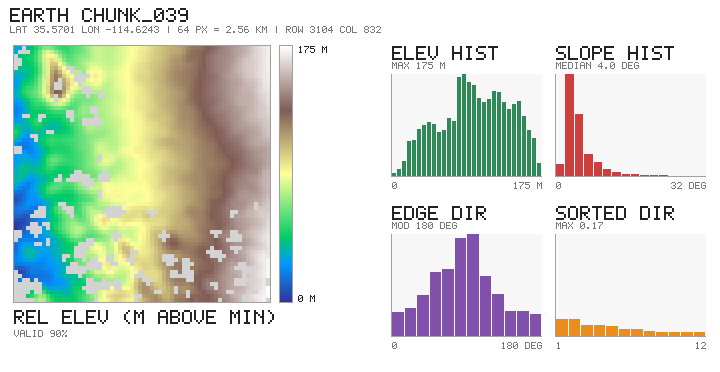 EARTH CHUNK_039
LAT 35.5701 LON -114.6243 | 64 PX = 2.56 KM | ROW 3104 COL 832
175 M
0 M
REL ELEV (M ABOVE MIN)
VALID 90%
ELEV HIST
MAX 175 M
0 175 M
SLOPE HIST
MEDIAN 4.0 DEG
0 32 DEG
EDGE DIR
MOD 180 DEG
0 180 DEG
SORTED DIR
MAX 0.17
1 12